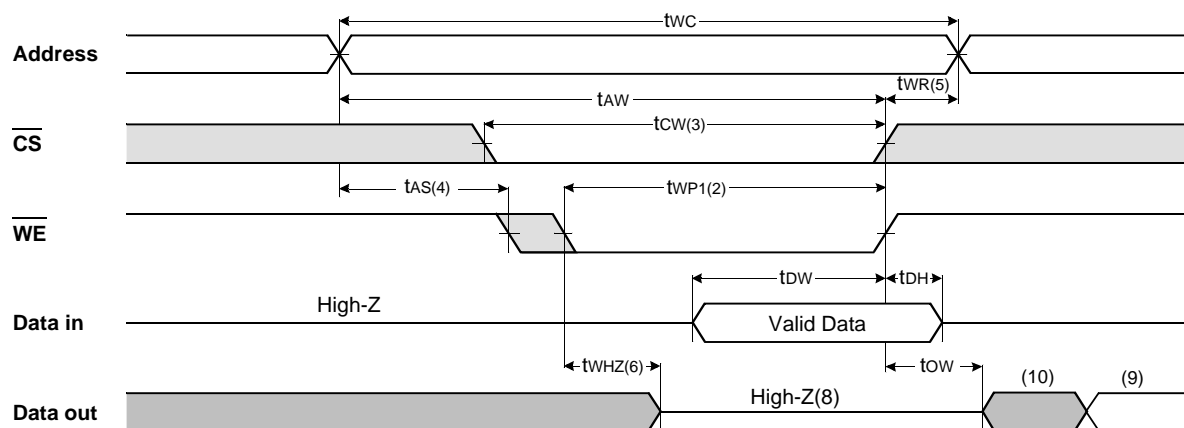 tWC
Address
tWR(5)
tAW
tCW(3)
CS
tAS(4)
tWP1(2)
WE
tDW
tDH
High-Z
Data in
Valid Data
tWHZ(6)
tOW
High-Z(8)
(10)
(9)
Data out